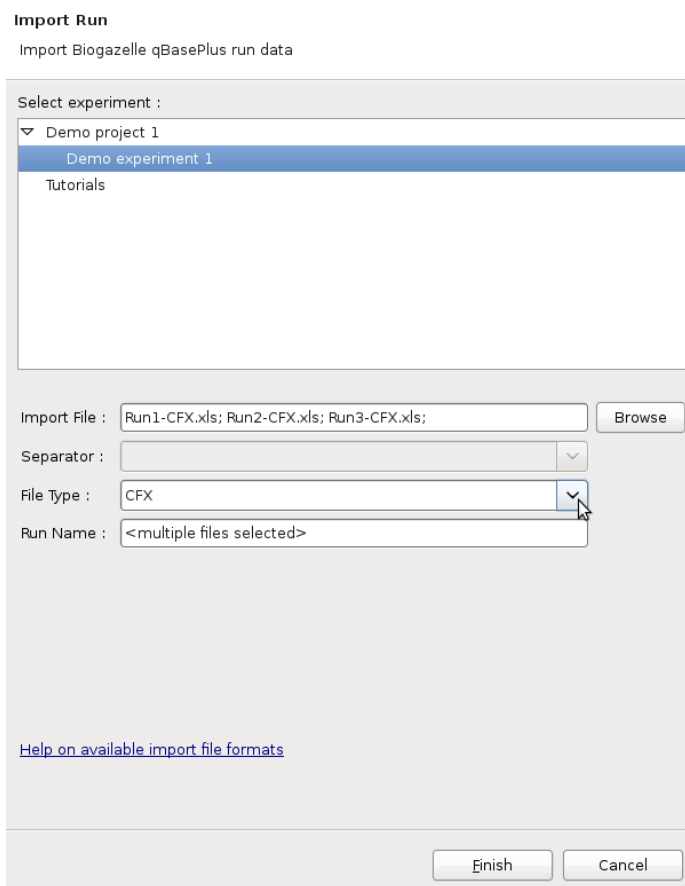 Import Run
Import Biogazelle qBasePlus run data
Select experiment :
Demo project 1
Demo experiment 1
Tutorials
Import File : Run1-CFX.xls; Run2-CFX.xls; Run3-CFX.xls; Browse
Separator :
File Type : CFX
Run Name : <multiple files selected>
Help on available import file formats
Finish Cancel